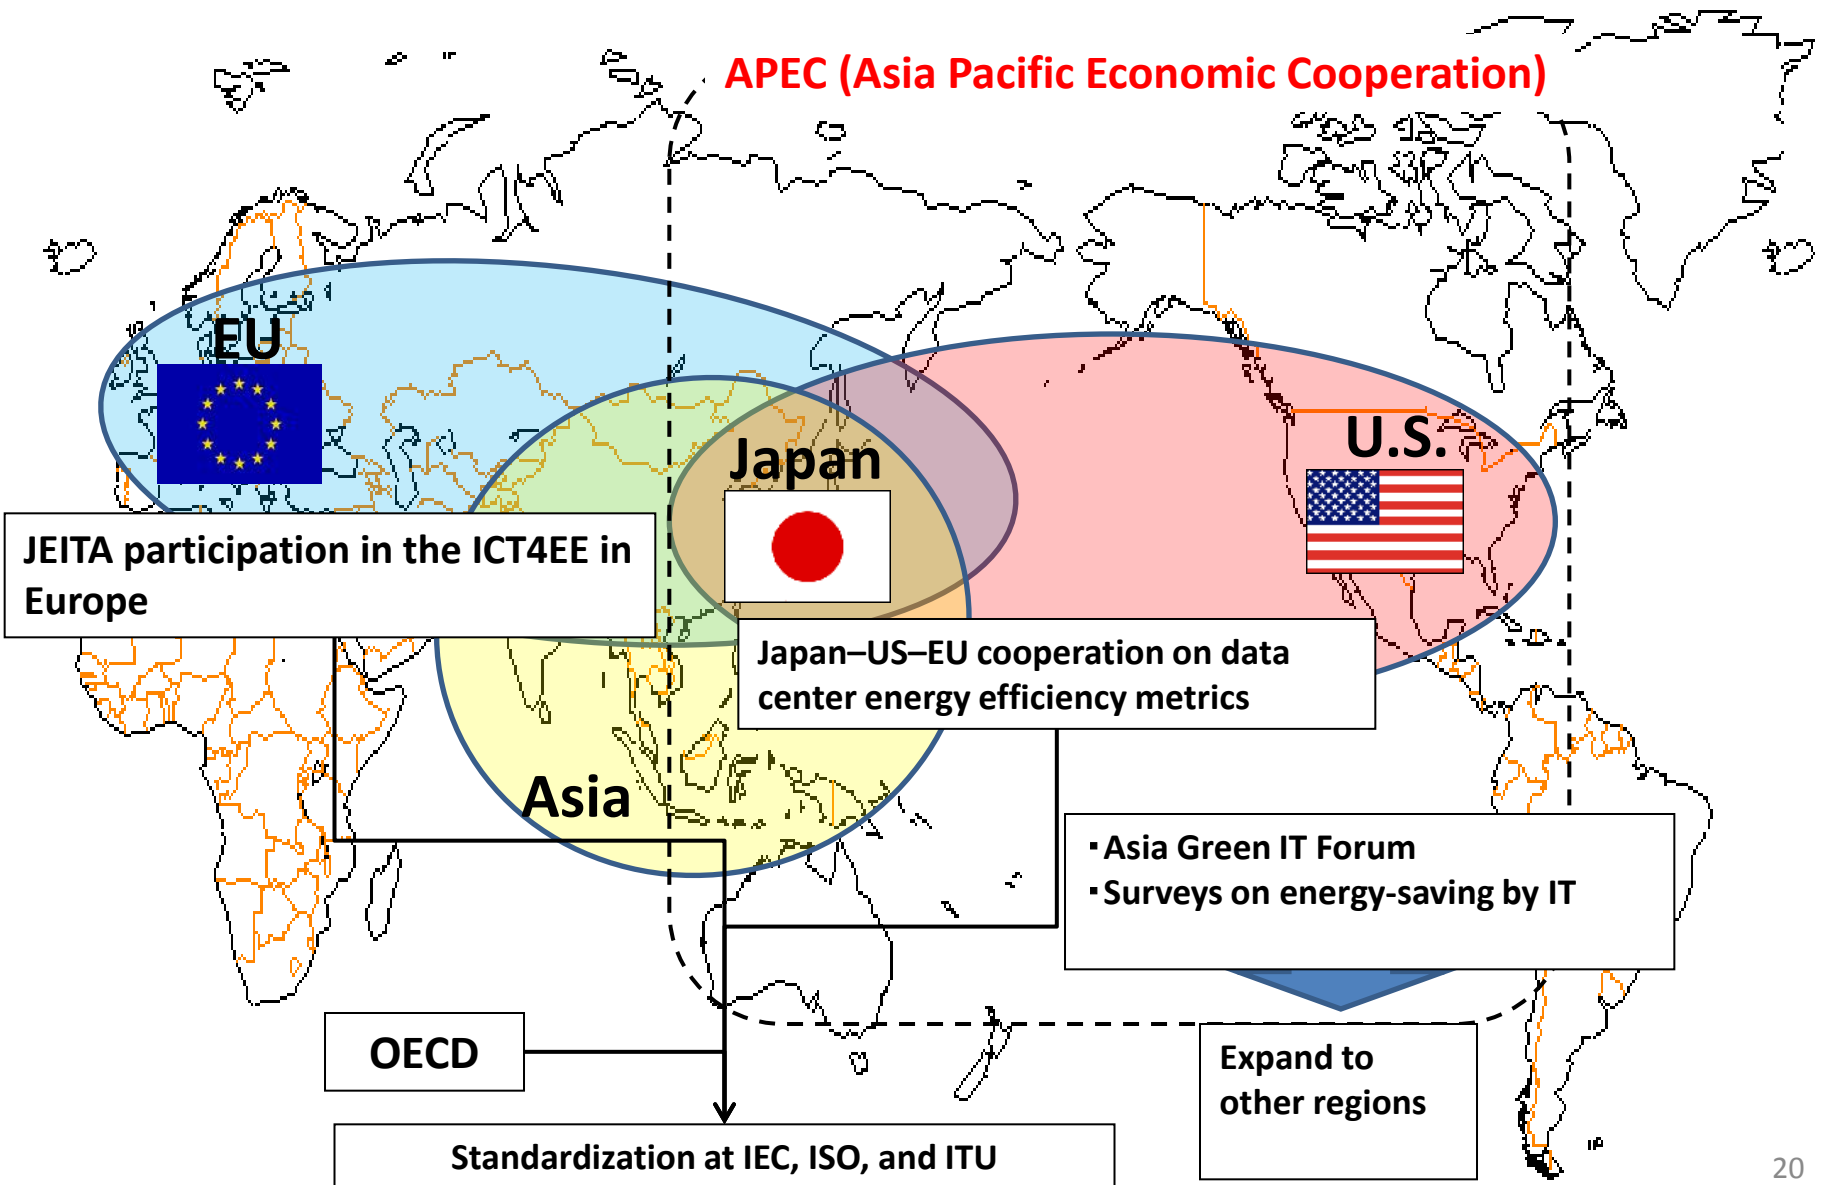 APEC (Asia Pacific Economic Cooperation)
EU
U.S.
Japan
JEITA participation in the ICT4EE in
Europe
Japan–US–EU cooperation on data
center energy efficiency metrics
Asia
･Asia Green IT Forum
･Surveys on energy-saving by IT
OECD
Expand to
other regions
Standardization at IEC, ISO, and ITU
20